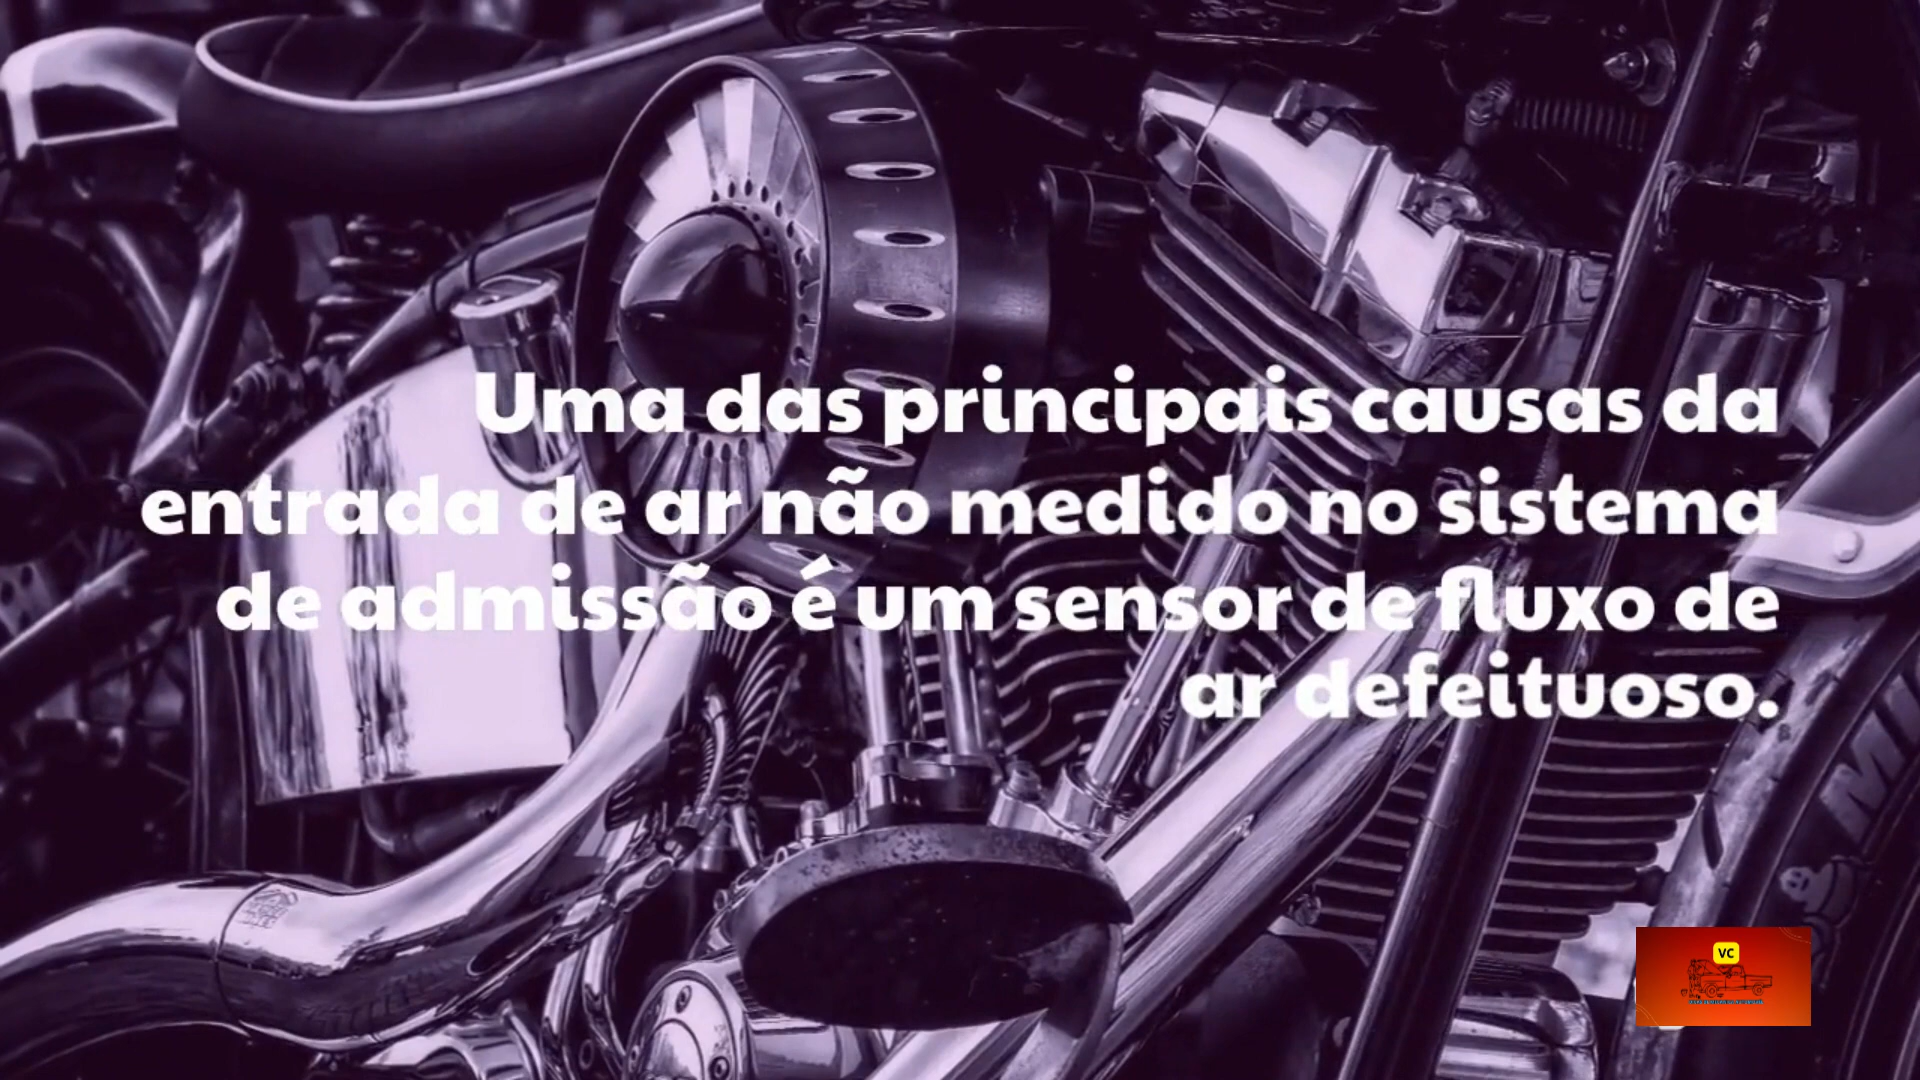 Uma das principais causas da
entrada de ar não medido no sistema
de admissão é um sensor de fluxo de
ar defeituoso.
VC